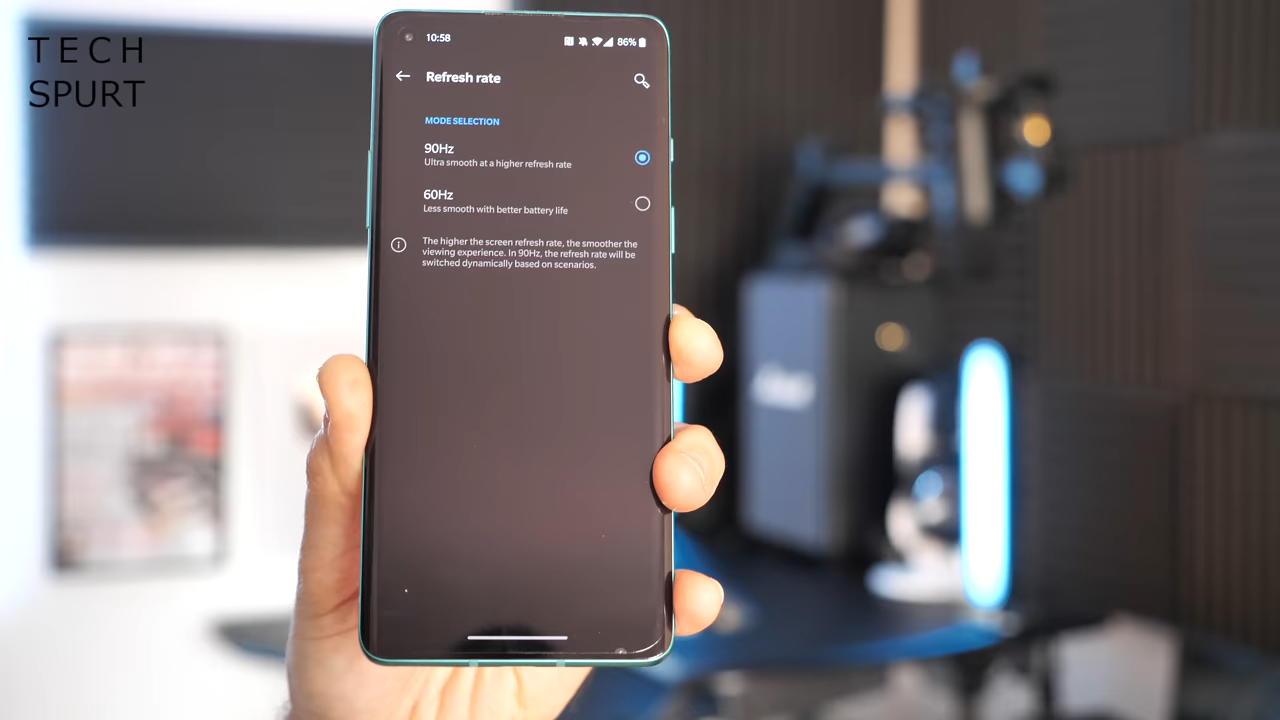 TECH
SPURT
10:58
86%
Refresh rate
MODE SELECTION
90Hz
Ultra smooth at a higher refresh rate
60Hz
Less smooth with better battery life
The higher the screen refresh rate, the smoother the
viewing experience. In 90Hz, the refresh rate will be
switched dynamically based on scenarios.